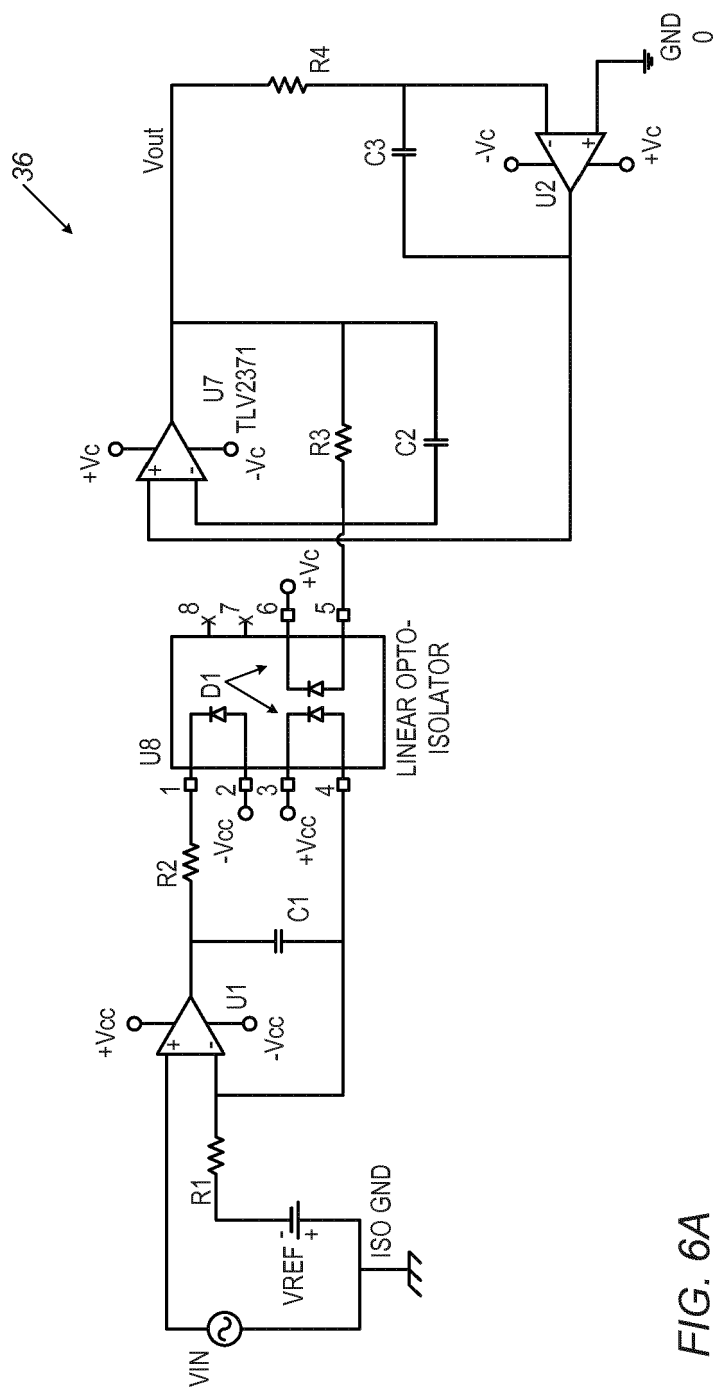 36
VIN
VREF
-
+
R1
ISO GND
+Vcc
+
-
U1
-Vcc
R2
C1
U8
1
2
3
4
-Vcc
+Vcc
D1
8
7
6
5
LINEAR OPTO-
ISOLATOR
+Vc
+Vc
+
-
-Vc
U7
TLV2371
R3
C2
Vout
R4
C3
-Vc
U2
-
+
+Vc
GND
0
FIG. 6A